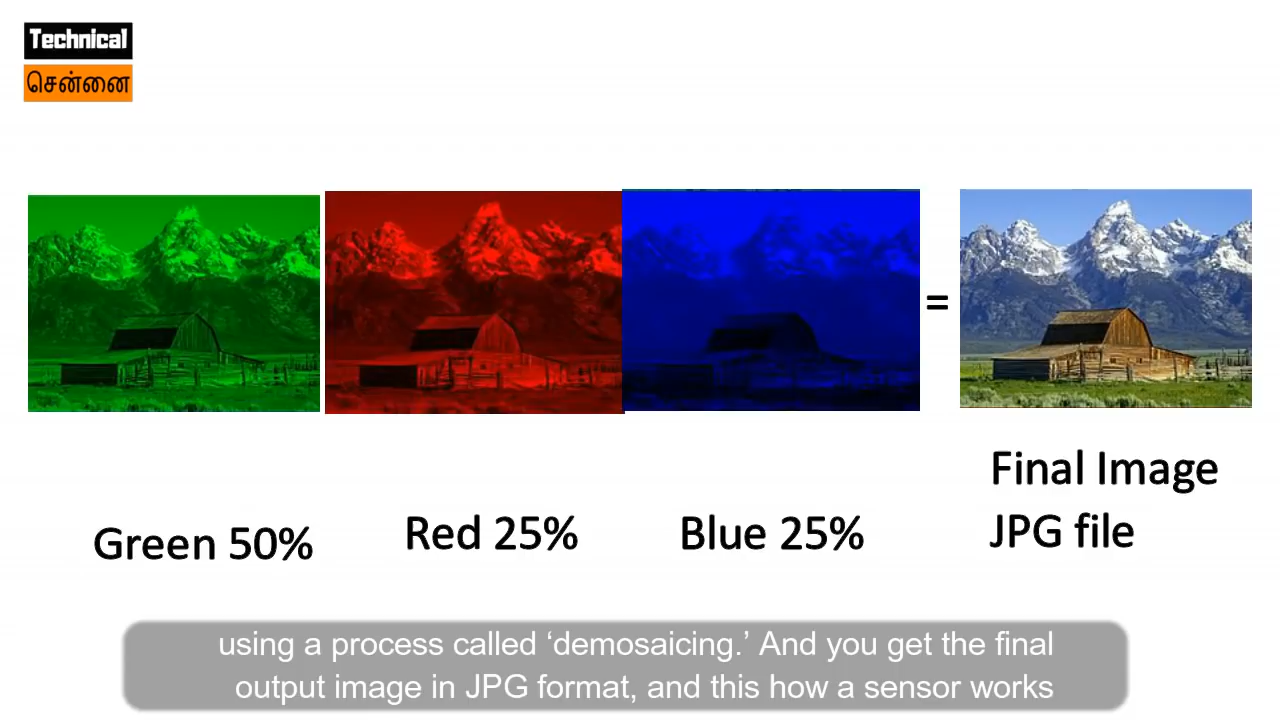 Technical
சென்னை
=
Final Image
JPG file
Green 50%
Red 25%
Blue 25%
using a process called ‘demosaicing.’ And you get the final
output image in JPG format, and this how a sensor works